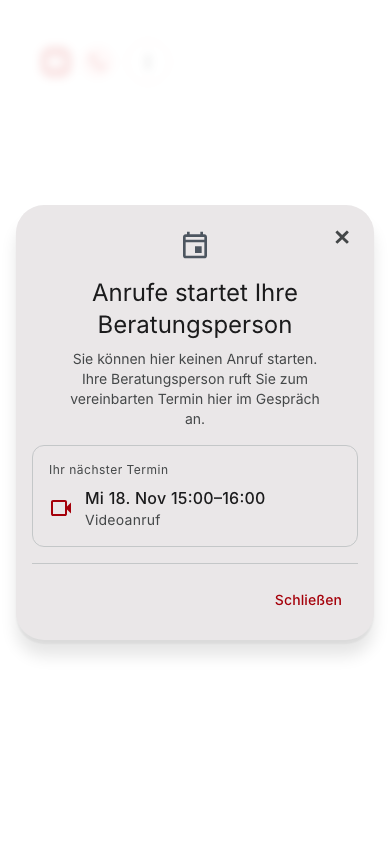 Anrufe startet Ihre
Beratungsperson
Sie können hier keinen Anruf starten.
Ihre Beratungsperson ruft Sie zum
vereinbarten Termin hier im Gespräch
an.
Ihr nächster Termin
Mi 18. Nov 15:00–16:00
Videoanruf
Schließen